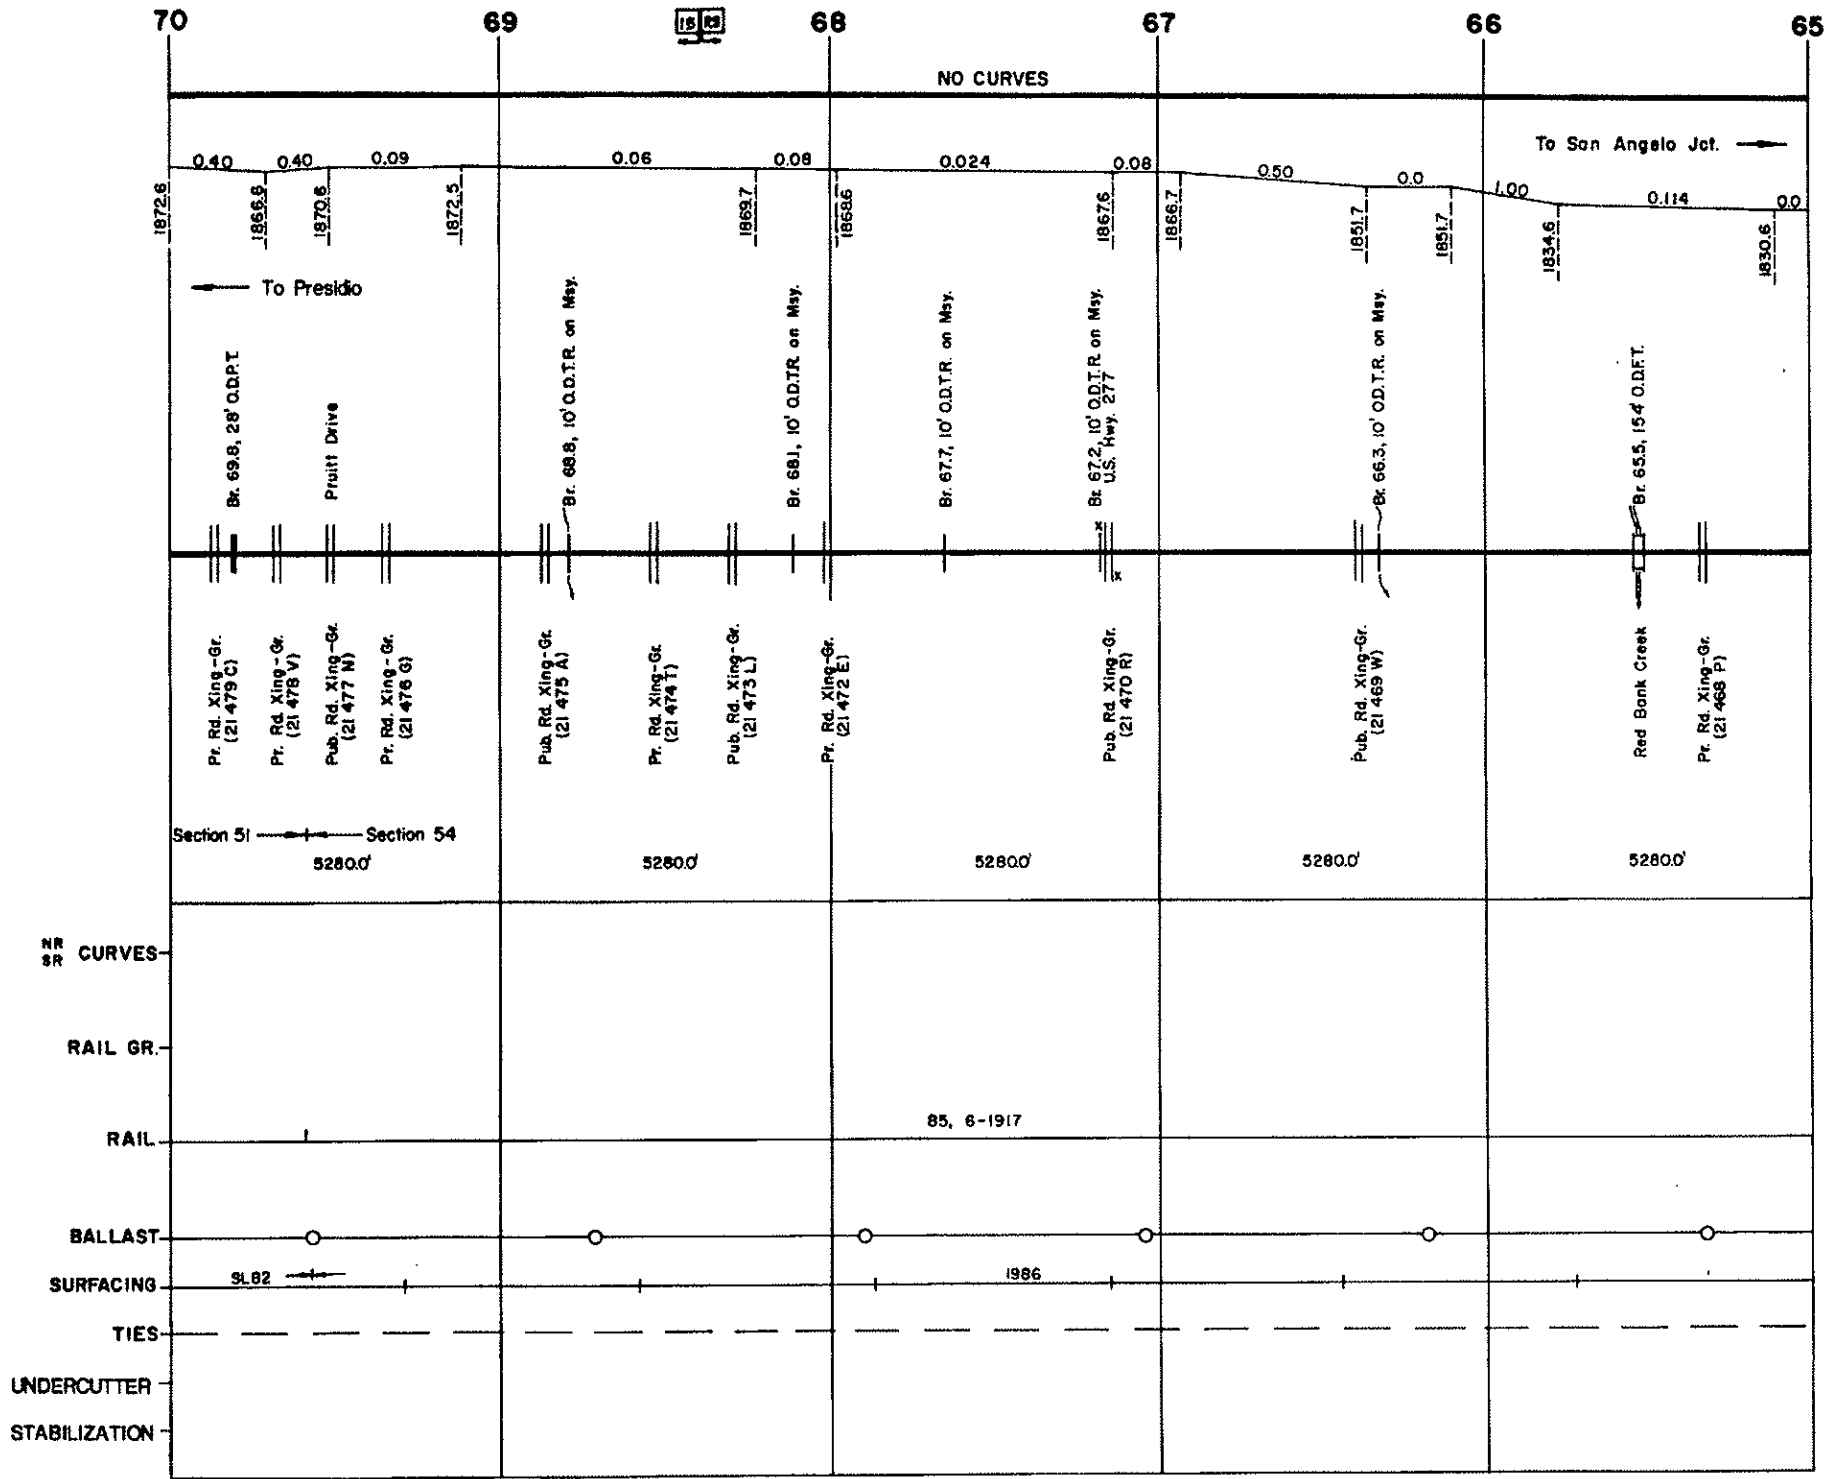 70 69 68 67 66 65
15
NO CURVES
To San Angelo Jct.
0.40 0.40 0.09 0.06 0.08 0.024 0.08 0.50 0.0 1.00 0.114 0.0
1872.6 1866.6 1870.6 1872.5 1869.7 1868.6 1867.6 1866.7 1851.7 1851.7 1834.6 1830.6
To Presidio
Br. 69.8, 28' O.D.P.T.
Pruitt Drive
Br. 68.8, 10' O.D.T.R. on Msy.
Br. 68.1, 10' O.D.T.R. on Msy.
Br. 67.7, 10' O.D.T.R. on Msy.
Br. 67.2, 10' O.D.T.R. on Msy.
U.S. Hwy. 277
Br. 66.3, 10' O.D.T.R. on Msy.
Br. 65.5, 154' O.D.P.T.
x
x
Pr. Rd. Xing-Gr.
(21 479 C)
Pr. Rd. Xing-Gr.
(21 478 V)
Pub. Rd. Xing-Gr.
(21 477 N)
Pr. Rd. Xing-Gr.
(21 476 G)
Pub. Rd. Xing-Gr.
(21 475 A)
Pr. Rd. Xing-Gr.
(21 474 T)
Pub. Rd. Xing-Gr.
(21 473 L)
Pr. Rd. Xing-Gr.
(21 472 E)
Pub. Rd. Xing-Gr.
(21 470 R)
Pub. Rd. Xing-Gr.
(21 469 W)
Red Bank Creek
Pr. Rd. Xing-Gr.
(21 468 P)
Section 51 Section 54
5280.0' 5280.0' 5280.0' 5280.0' 5280.0'
NR
SR CURVES
RAIL GR.
RAIL 85, 6-1917
BALLAST
SURFACING SL82 1986
TIES
UNDERCUTTER
STABILIZATION